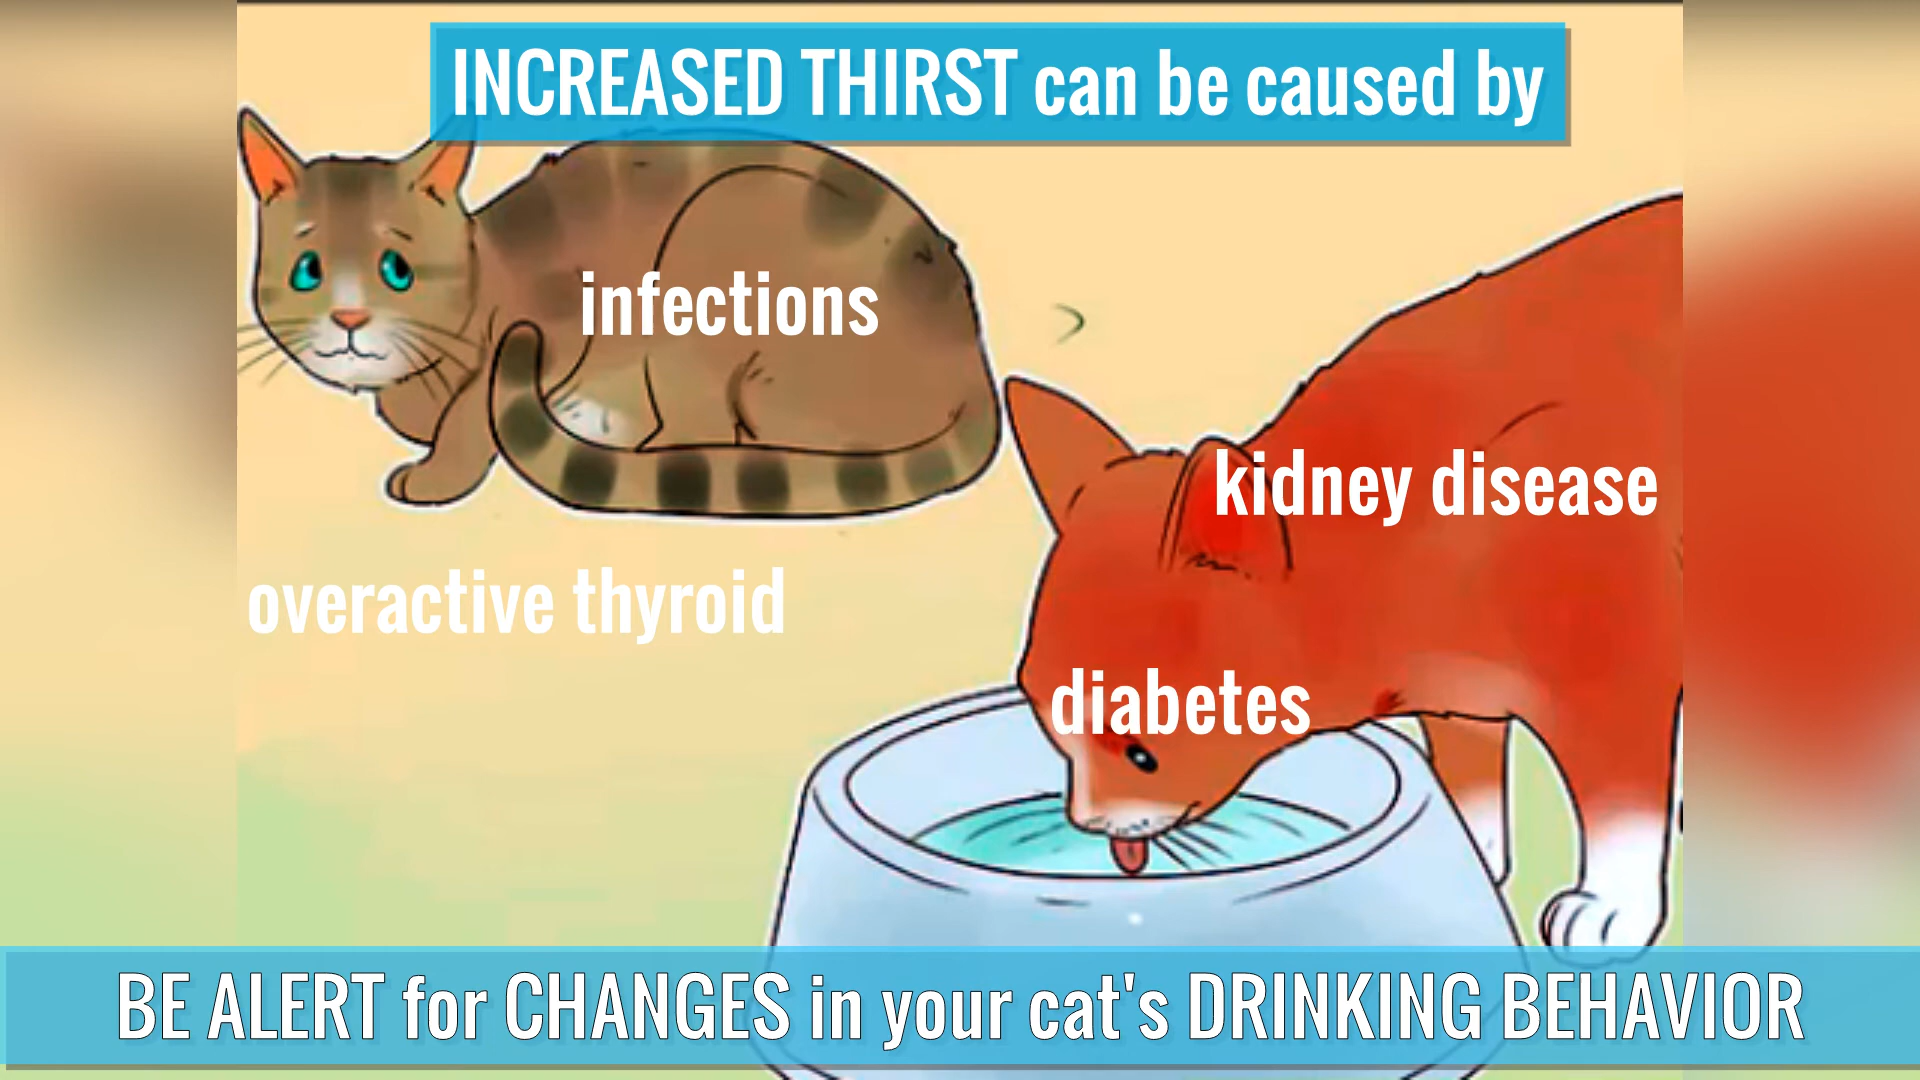 INCREASED THIRST can be caused by
infections
kidney disease
overactive thyroid
diabetes
BE ALERT for CHANGES in your cat's DRINKING BEHAVIOR